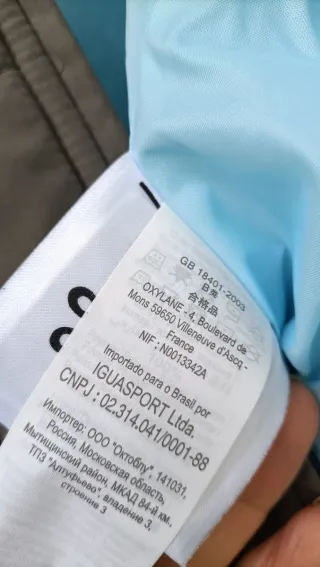 GB 18401-2003
B类
合格品
OXYLANE - 4, Boulevard de
Mons 59650 Villeneuve d'Ascq -
France
NIF : N0013342A
Importado para o Brasil por
IGUASPORT Ltda.
CNPJ : 02.314.041/0001-88
Импортер: ООО "Октоблу", 141031,
Россия, Московская область,
Мытищинский район, МКАД 84-й км,
ТПЗ "Алтуфьево", владение 3,
строение 3